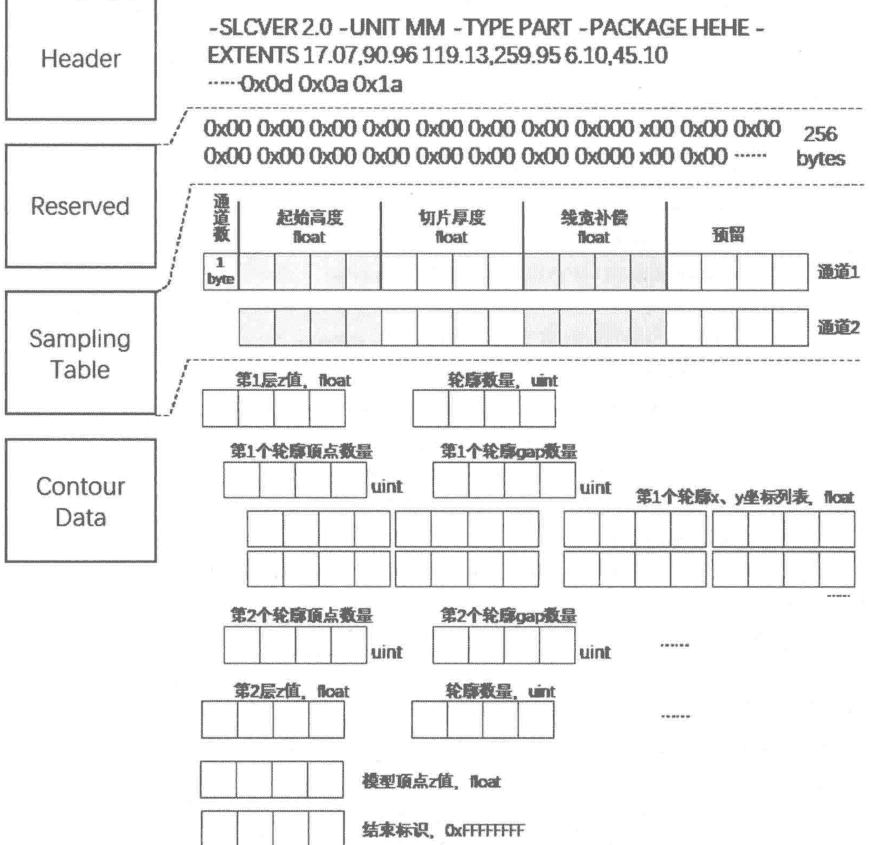 Header
-SLCVER 2.0 -UNIT MM -TYPE PART -PACKAGE HEHE -
EXTENTS 17.07,90.96 119.13,259.95 6.10,45.10
······0x0d 0x0a 0x1a
Reserved
0x00 0x00 0x00 0x00 0x00 0x00 0x00 0x000 x00 0x00 0x00
0x00 0x00 0x00 0x00 0x00 0x00 0x00 0x000 x00 0x00 ······
256
bytes
Sampling
Table
通道数
起始高度
float
切片厚度
float
线宽补偿
float
预留
1
byte
通道1
通道2
Contour
Data
第1层z值，float
轮廓数量，uint
第1个轮廓顶点数量
uint
第1个轮廓gap数量
uint
第1个轮廓x、y坐标列表，float
······
第2个轮廓顶点数量
uint
第2个轮廓gap数量
uint
······
第2层z值，float
轮廓数量，uint
······
模型顶点z值，float
结束标识，0xFFFFFFFF